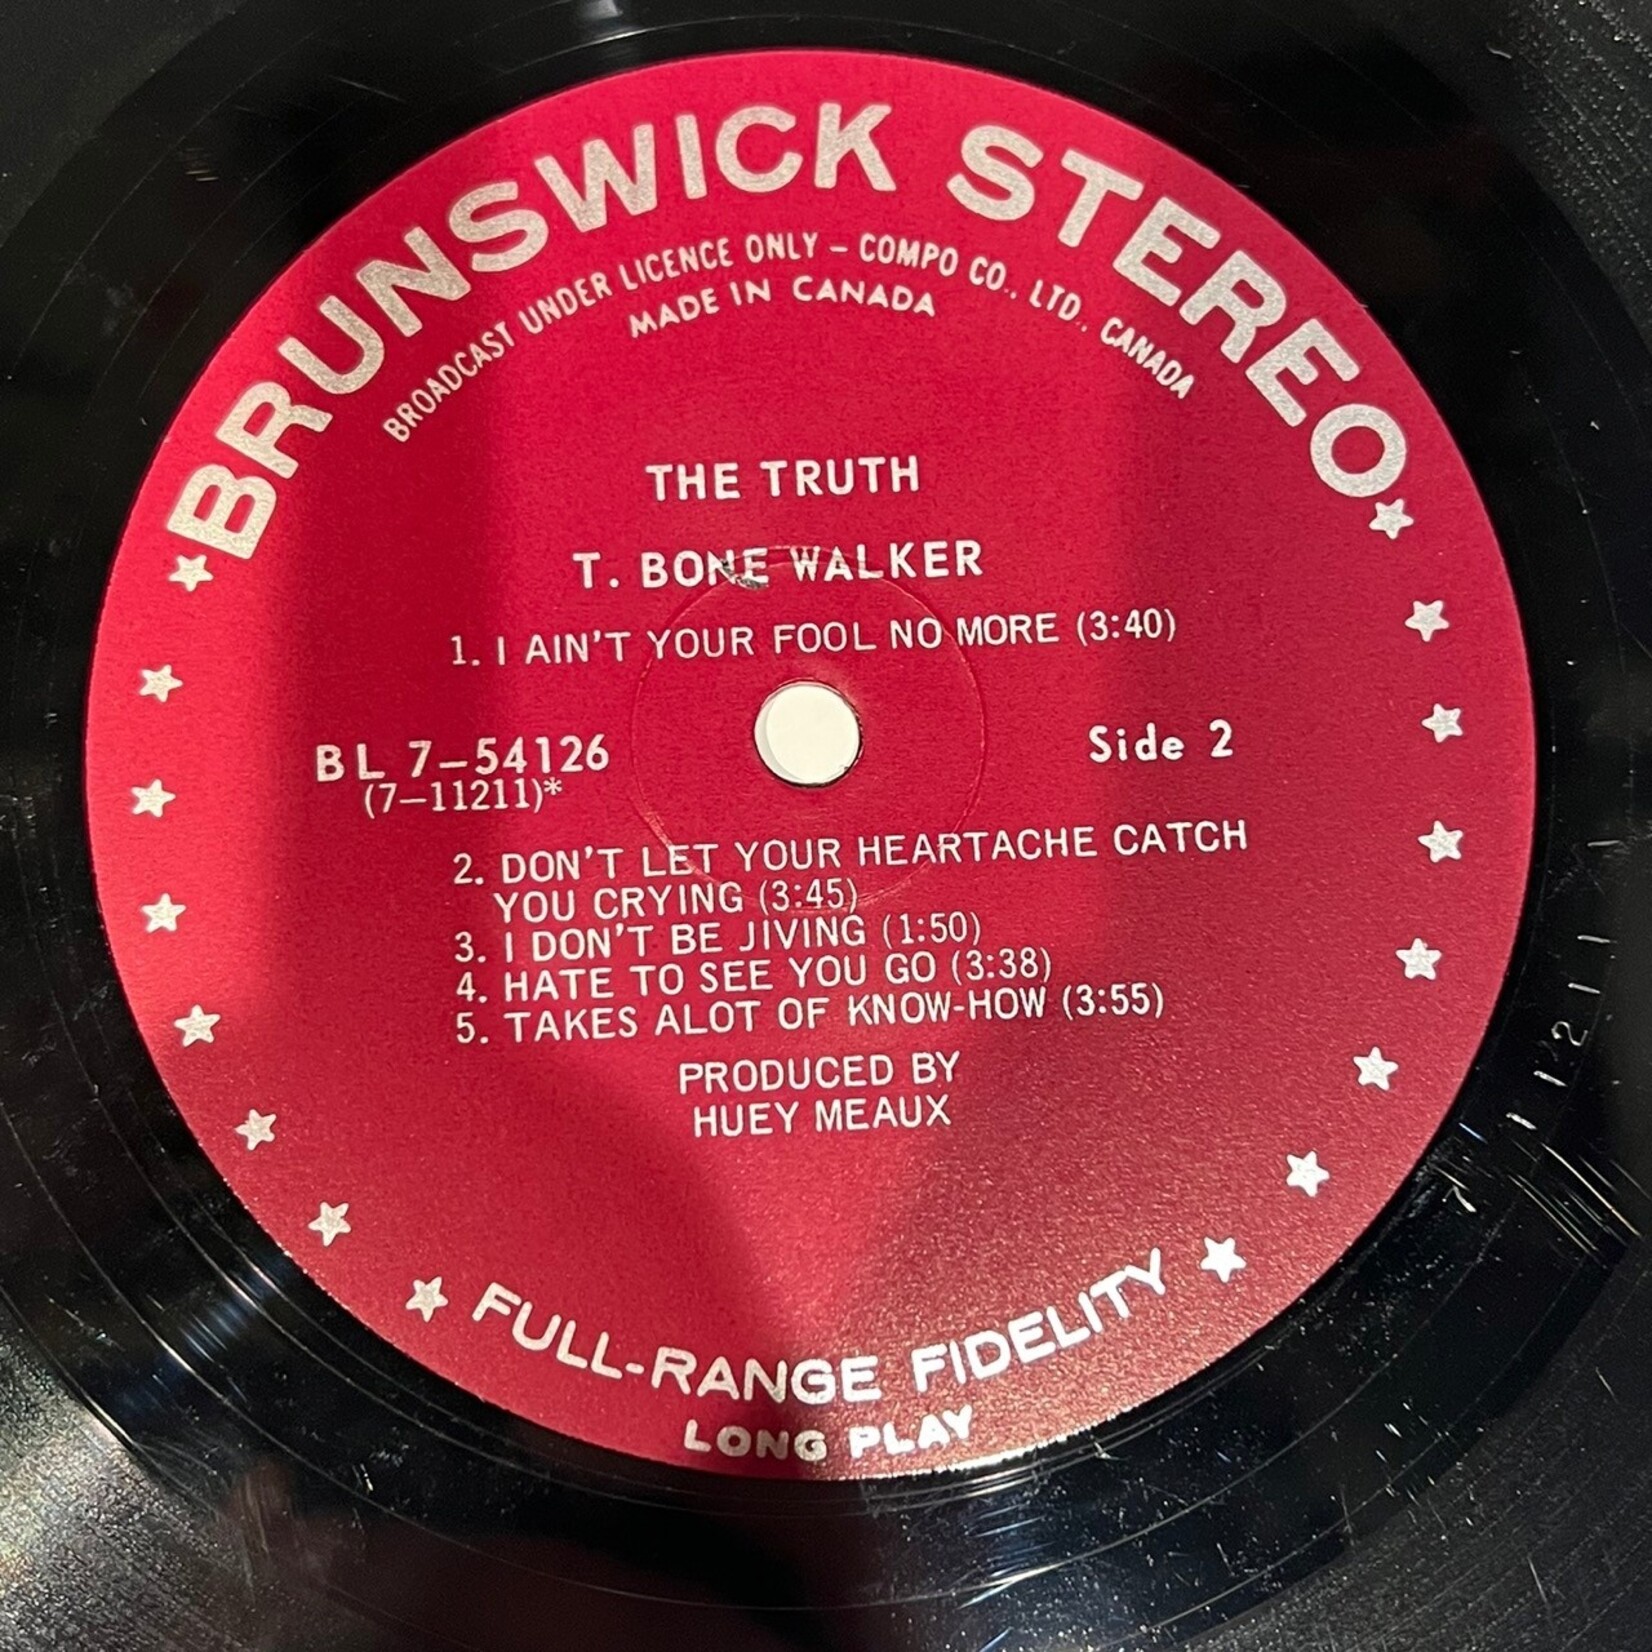 BRUNSWICK STEREO
BROADCAST UNDER LICENCE ONLY – COMPO CO., LTD., CANADA
MADE IN CANADA
THE TRUTH
T. BONE WALKER
1. I AIN'T YOUR FOOL NO MORE (3:40)
BL 7–54126
(7–11211)*
Side 2
2. DON'T LET YOUR HEARTACHE CATCH
YOU CRYING (3:45)
3. I DON'T BE JIVING (1:50)
4. HATE TO SEE YOU GO (3:38)
5. TAKES ALOT OF KNOW-HOW (3:55)
PRODUCED BY
HUEY MEAUX
FULL-RANGE FIDELITY
LONG PLAY
11211